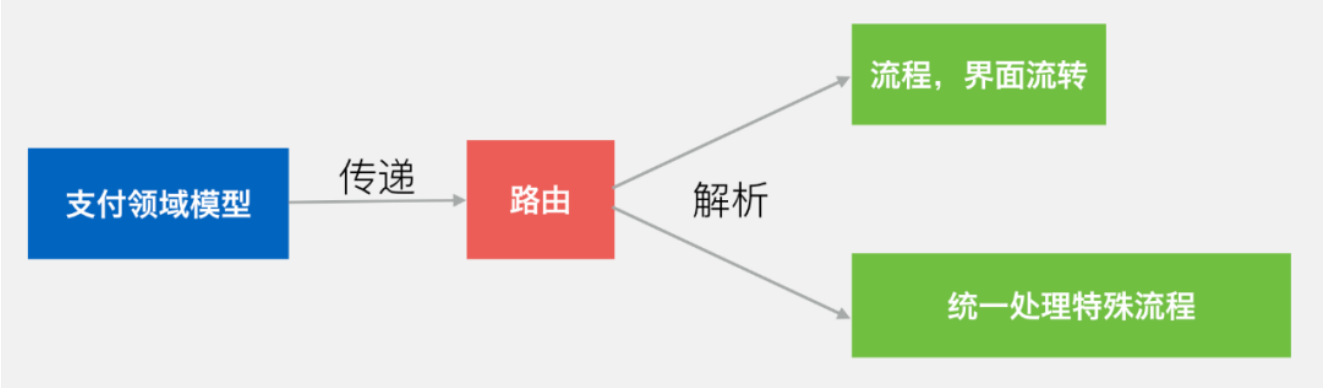 流程，界面流转
传递
支付领域模型
路由
解析
统一处理特殊流程